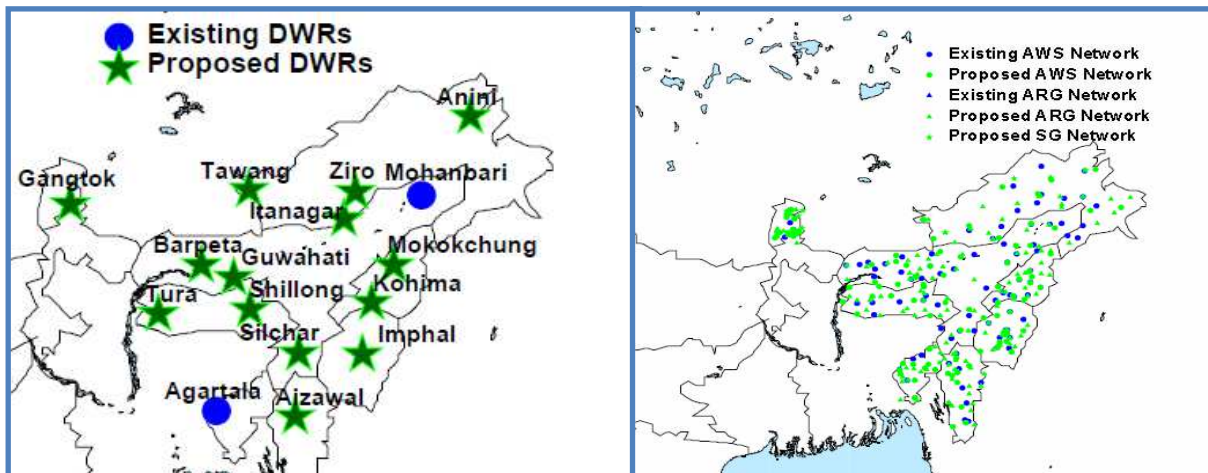 Existing DWRs
Proposed DWRs
Anini
Gangtok
Tawang
Ziro
Mohanbari
Itanagar
Barpeta
Guwahati
Mokokchung
Tura
Shillong
Kohima
Silchar
Imphal
Agartala
Aizawal
Existing AWS Network
Proposed AWS Network
Existing ARG Network
Proposed ARG Network
Proposed SG Network